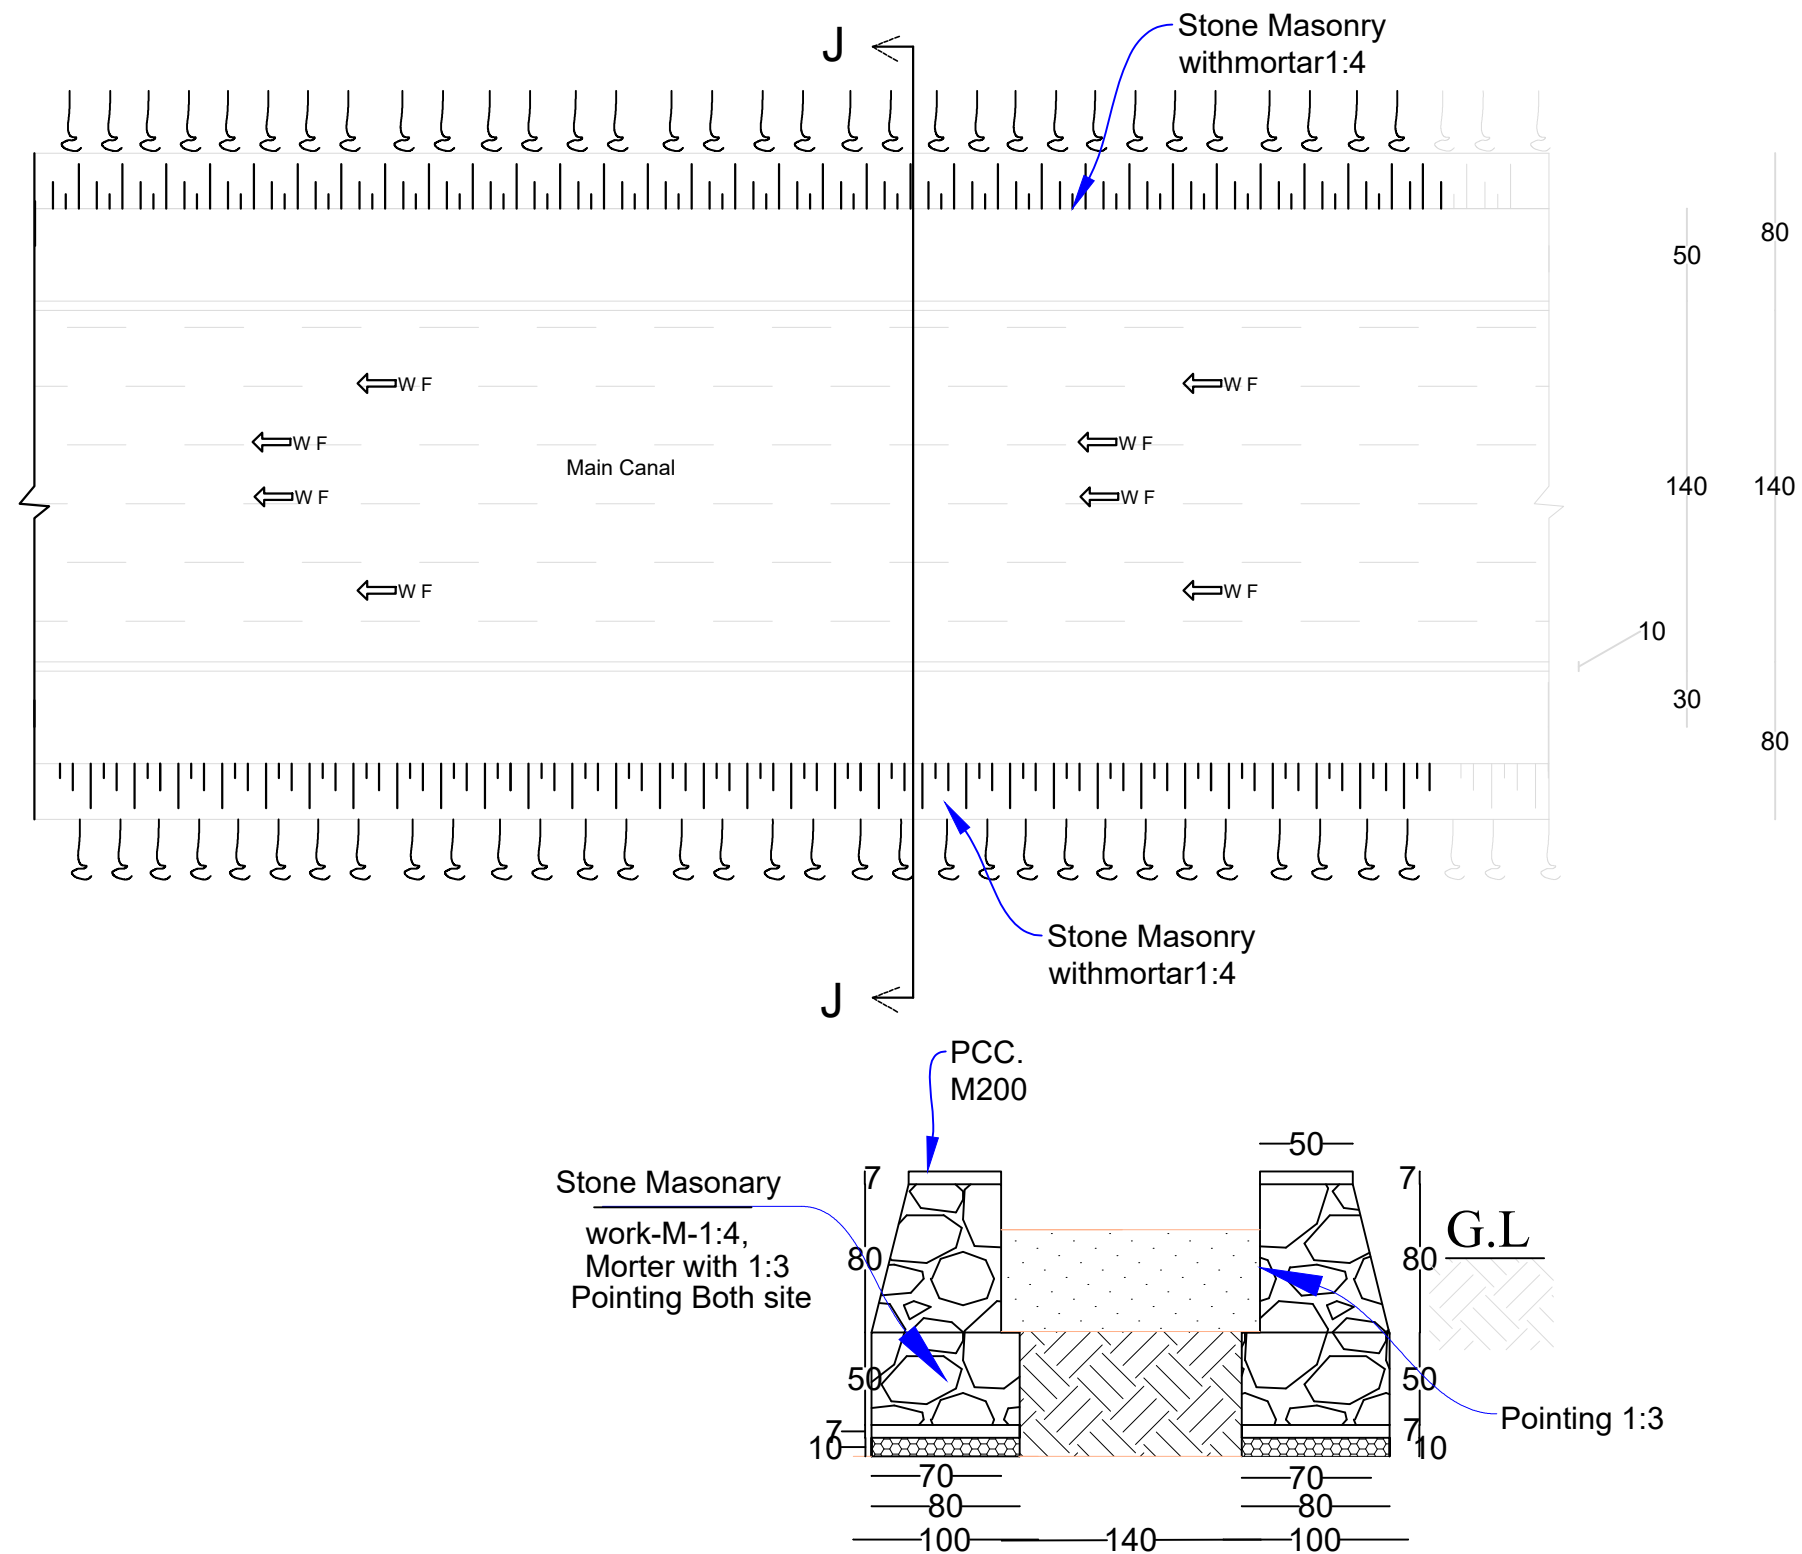 J
Stone Masonry
withmortar1:4
80
50
W F
W F
W F
W F
Main Canal
W F
W F
140
140
W F
W F
10
30
80
Stone Masonry
withmortar1:4
J
PCC.
M200
50
Stone Masonary
7
7
work-M-1:4,
Morter with 1:3
Pointing Both site
80
80
G.L
50
50
Pointing 1:3
7
7
10
10
70
70
80
80
100
140
100